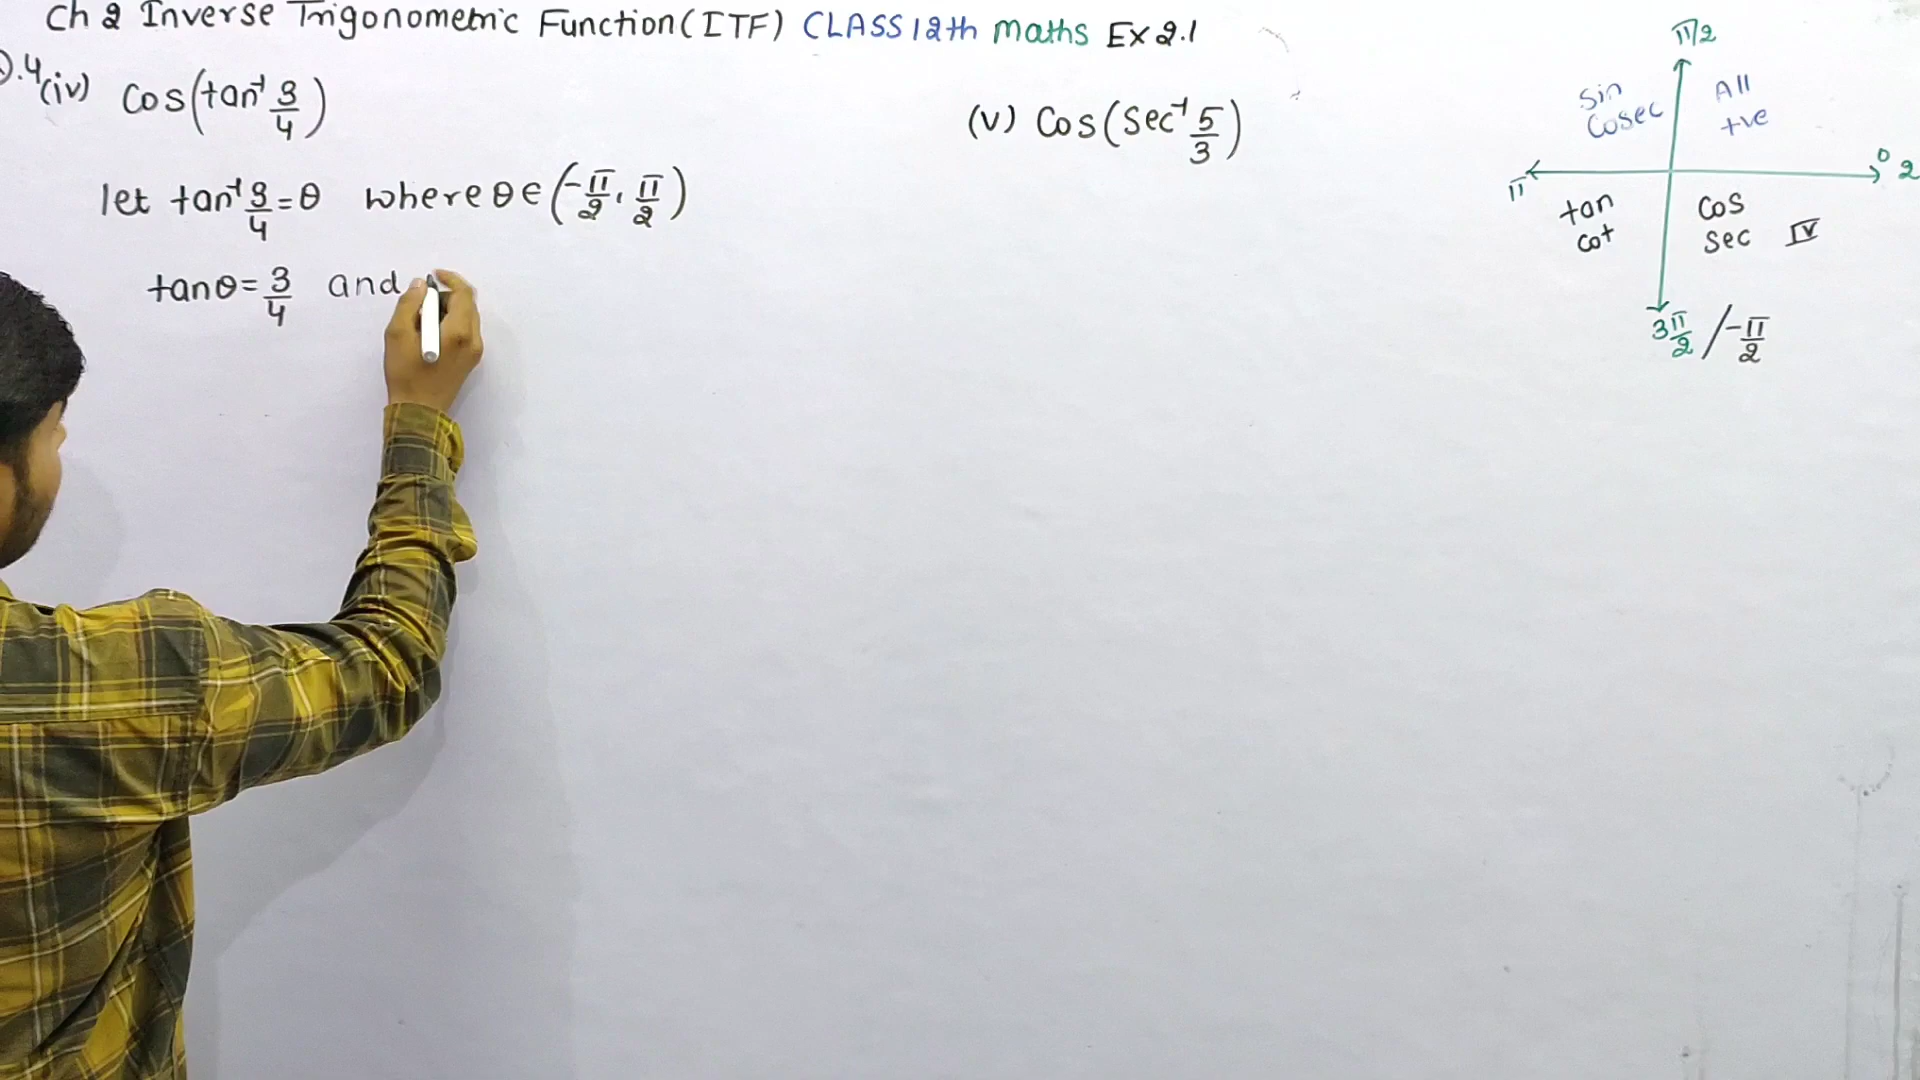 Ch 2 Inverse Trigonometric Function (ITF) CLASS 12th maths Ex 2.1
Q.4 (iv) Cos(tan⁻¹ 3/4)
let tan⁻¹ 3/4 = θ where θ ∈ (-π/2, π/2)
tanθ = 3/4 and
(v) Cos(Sec⁻¹ 5/3)
π/2
Sin Cosec
All +ve
π
0
2
tan cot
Cos Sec IV
3π/2 / -π/2